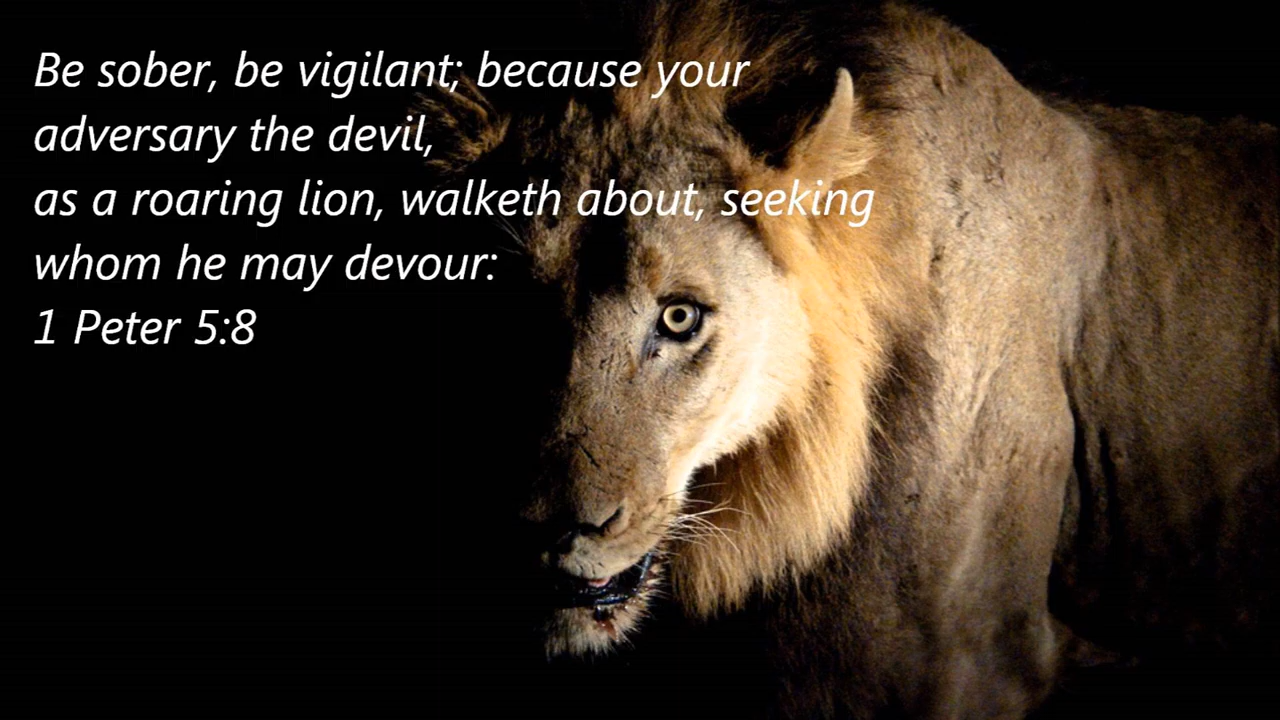 Be sober, be vigilant; because your
adversary the devil,
as a roaring lion, walketh about, seeking
whom he may devour:
1 Peter 5:8